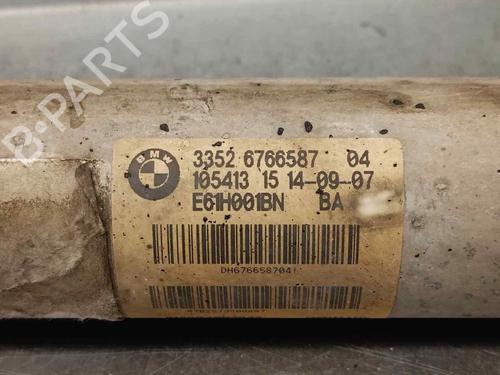 B-PARTS
BMW
3352 6766587 04
105413 15 14-09-07
E61H001BN BA
DH676658704